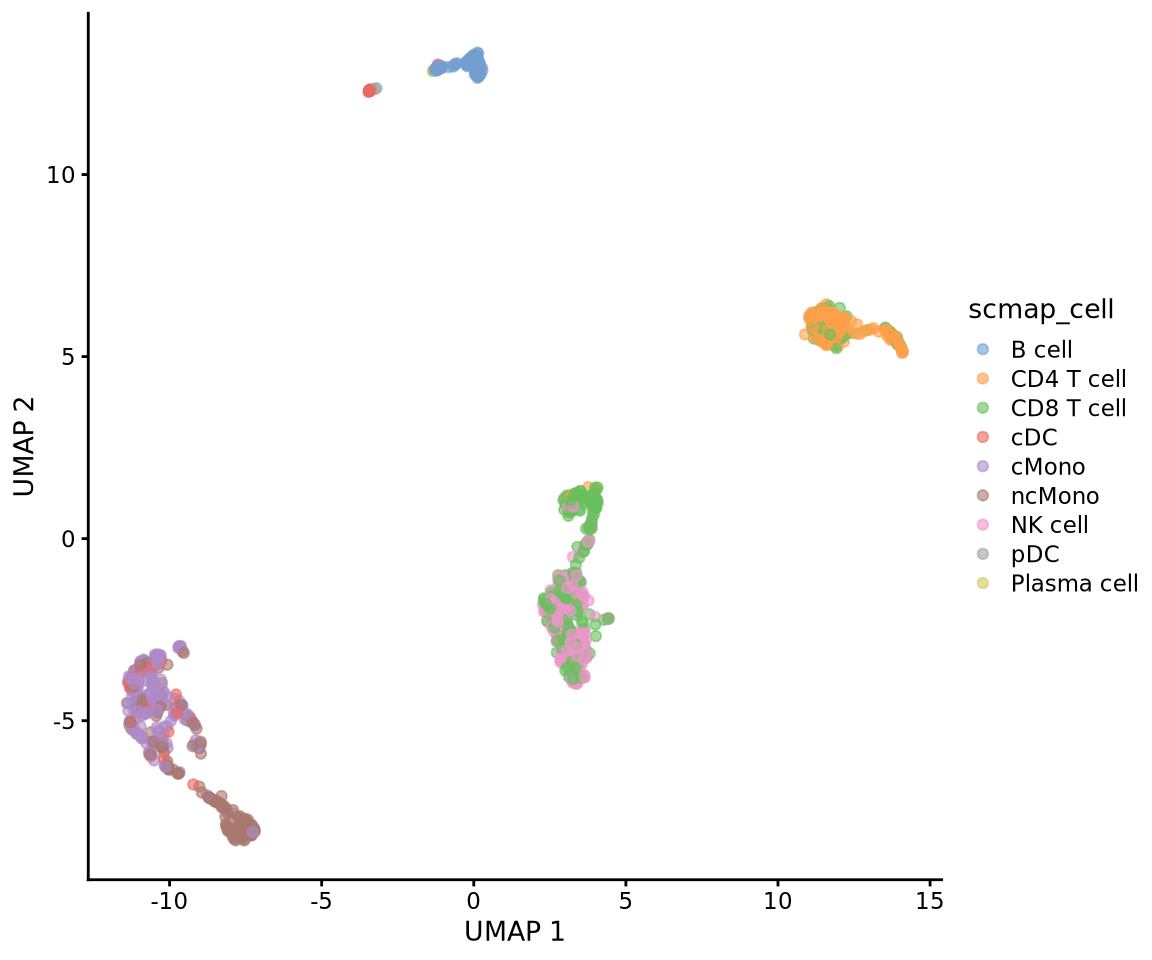 10
5
0
-5
UMAP 2
-10
-5
0
5
10
15
UMAP 1
scmap_cell
B cell
CD4 T cell
CD8 T cell
cDC
cMono
ncMono
NK cell
pDC
Plasma cell